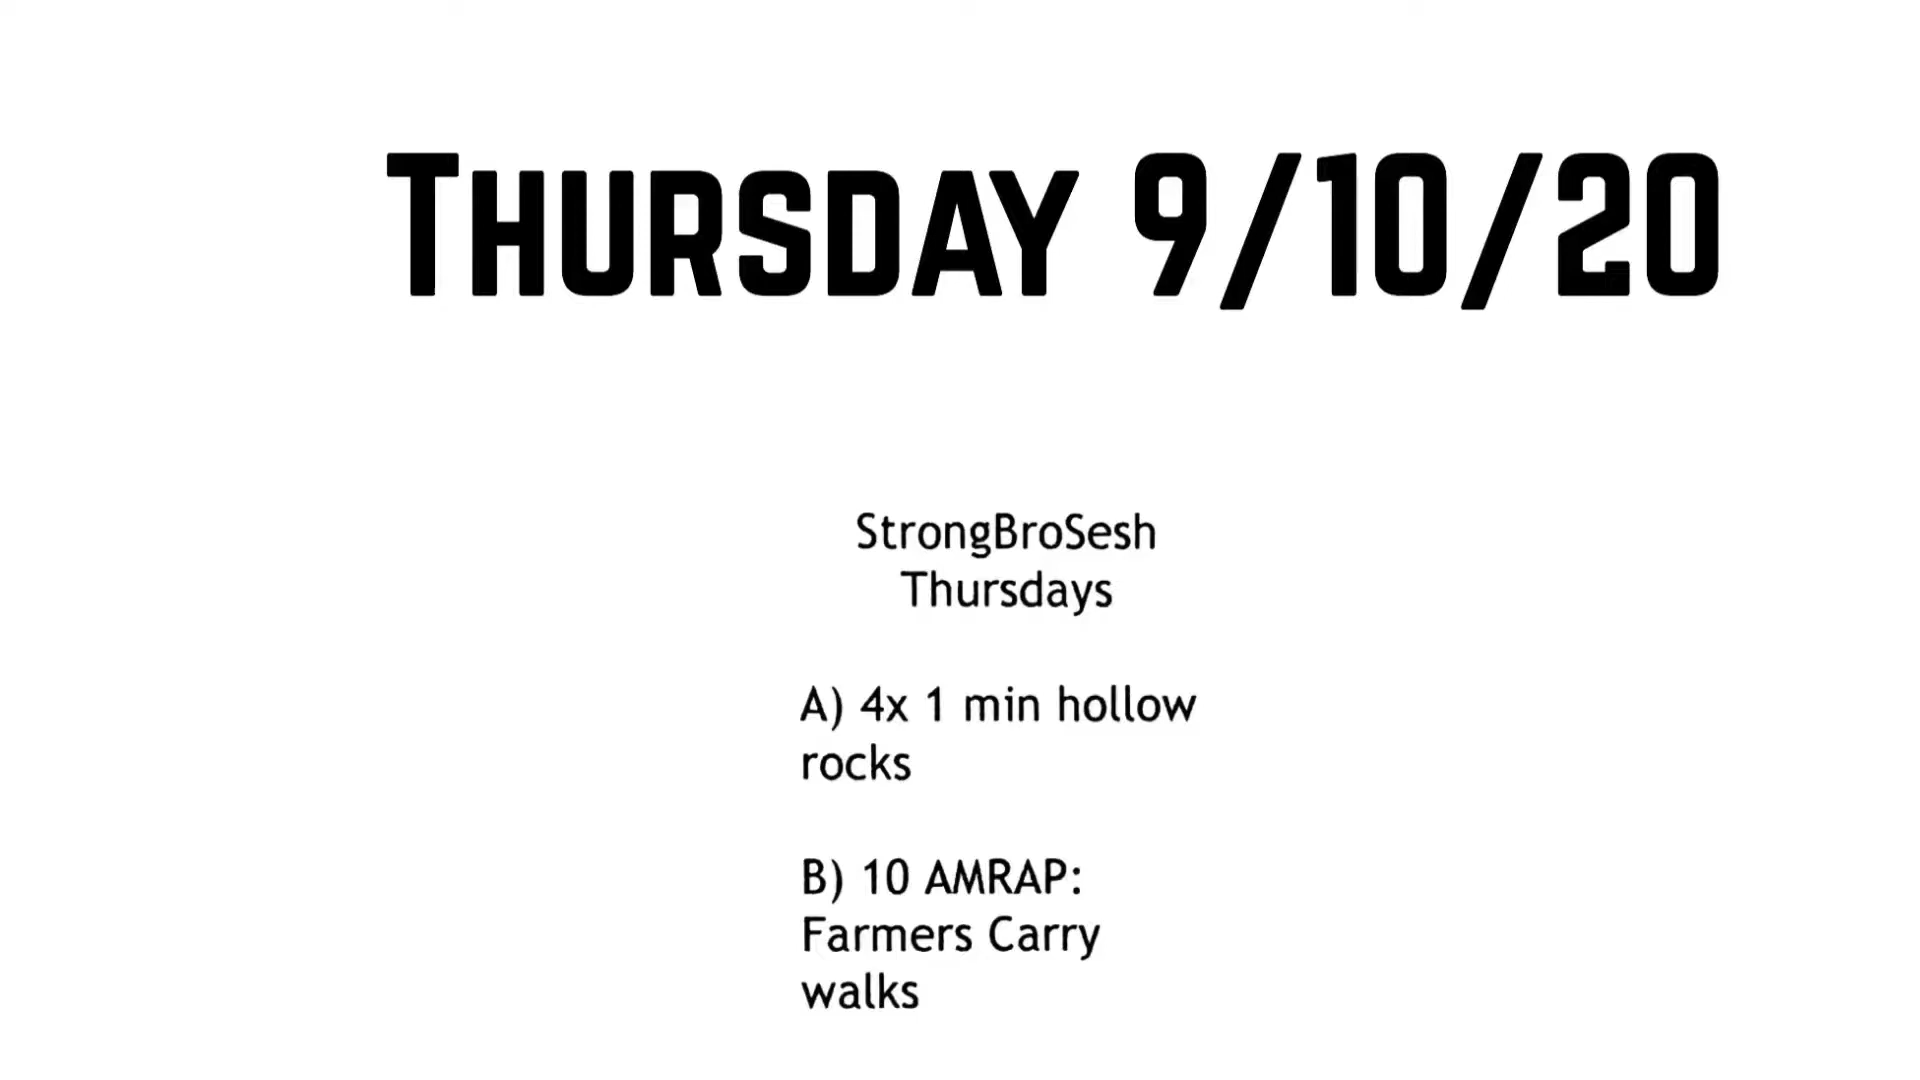 Thursday 9/10/20
StrongBroSesh
Thursdays
A) 4x 1 min hollow
rocks
B) 10 AMRAP:
Farmers Carry
walks